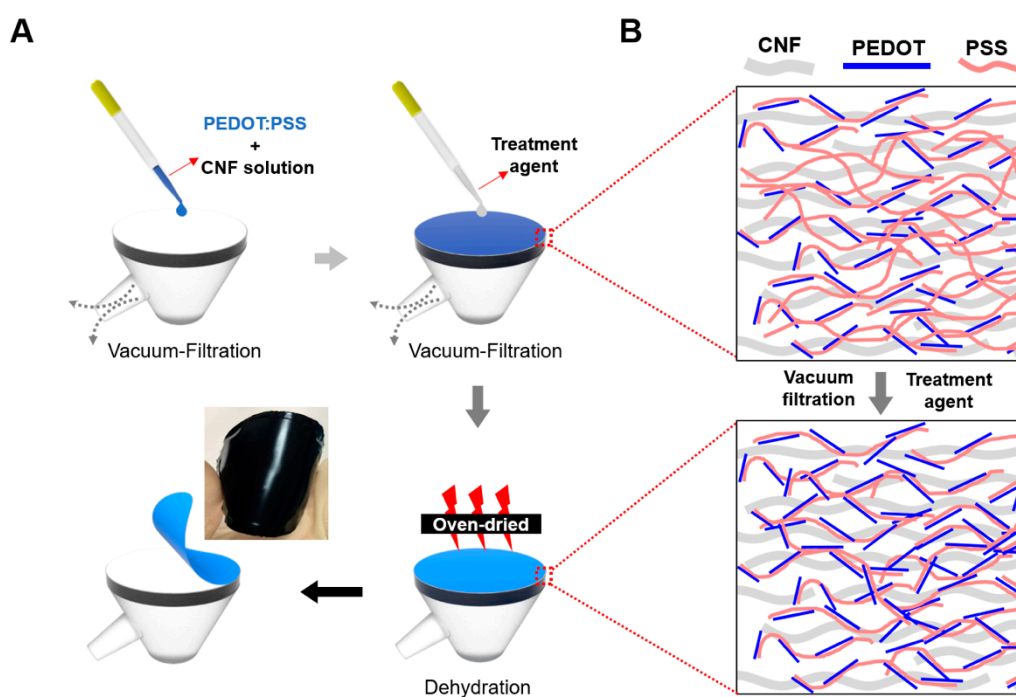 A
PEDOT:PSS
+
CNF solution
Vacuum-Filtration
Treatment
agent
Vacuum-Filtration
Oven-dried
Dehydration
B
CNF
PEDOT
PSS
Vacuum
filtration
Treatment
agent